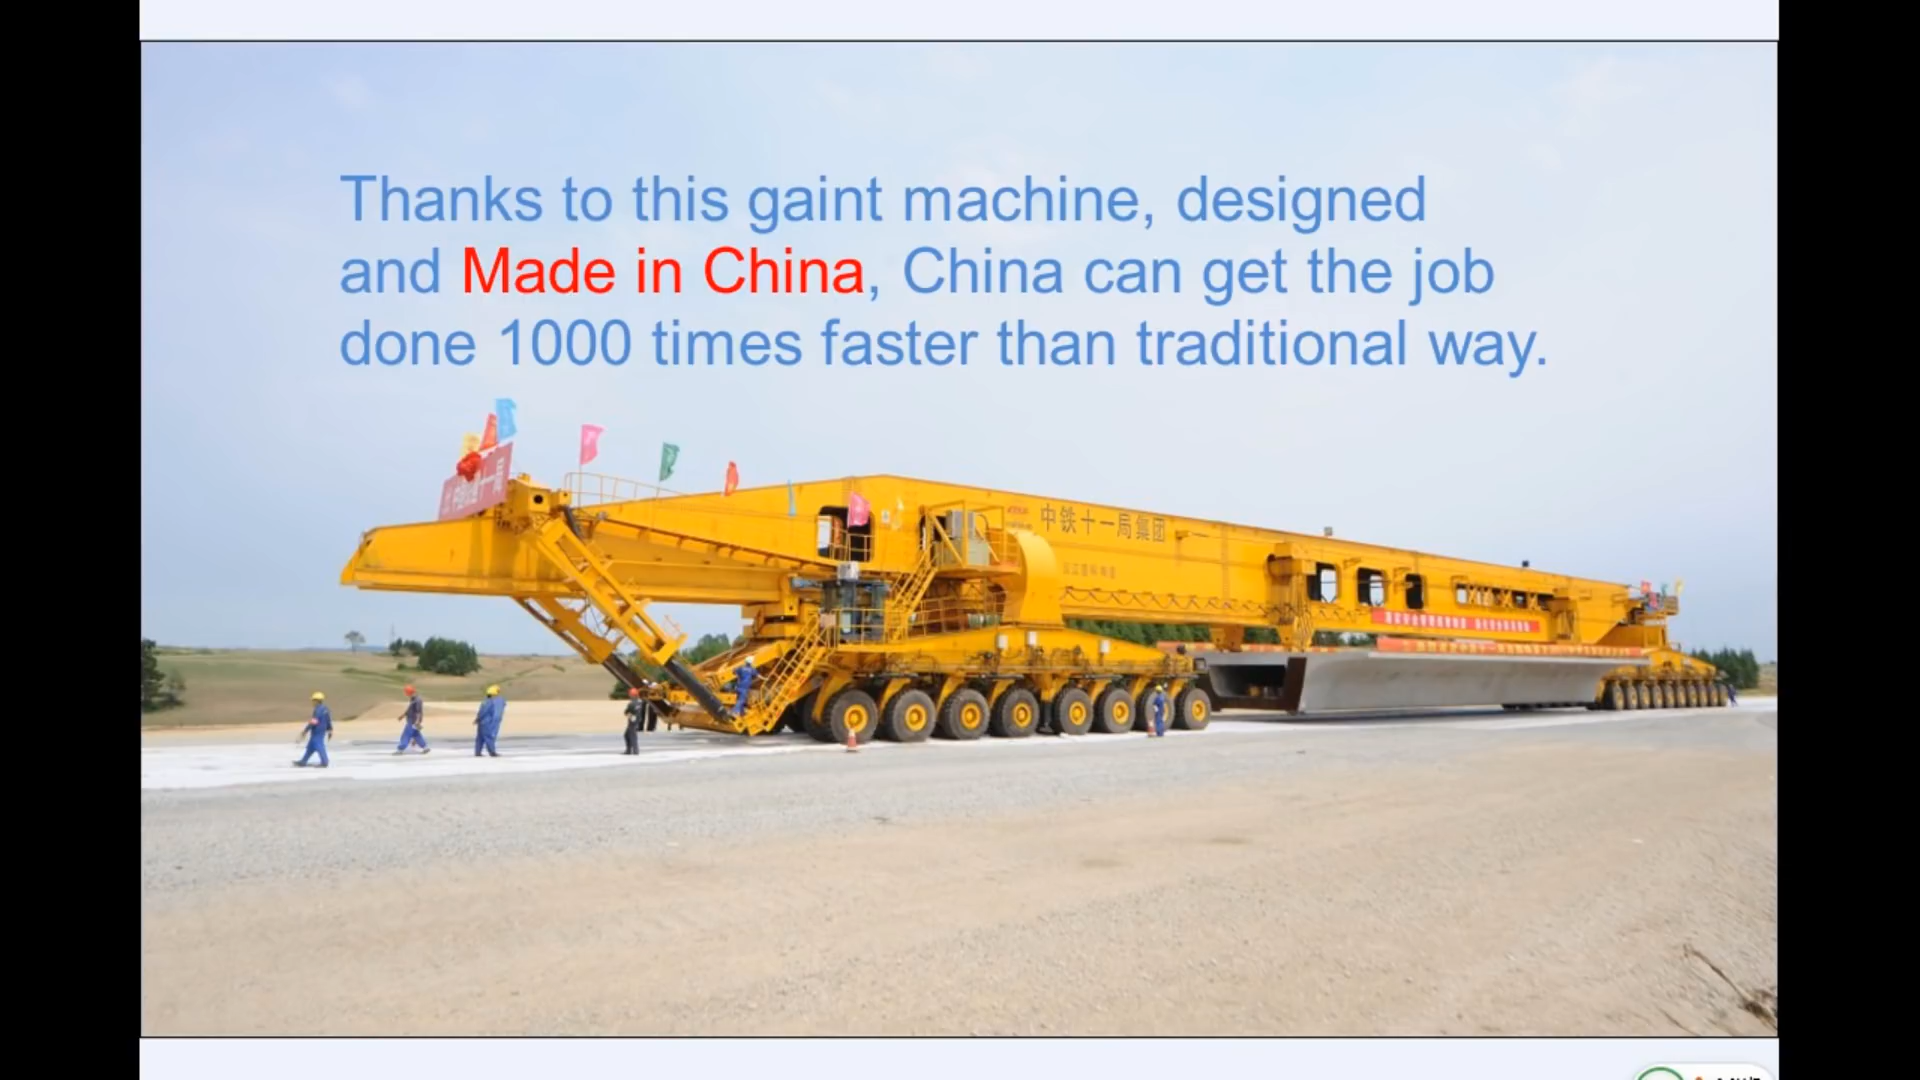 Thanks to this gaint machine, designed
and Made in China, China can get the job
done 1000 times faster than traditional way.
中铁十一局集团